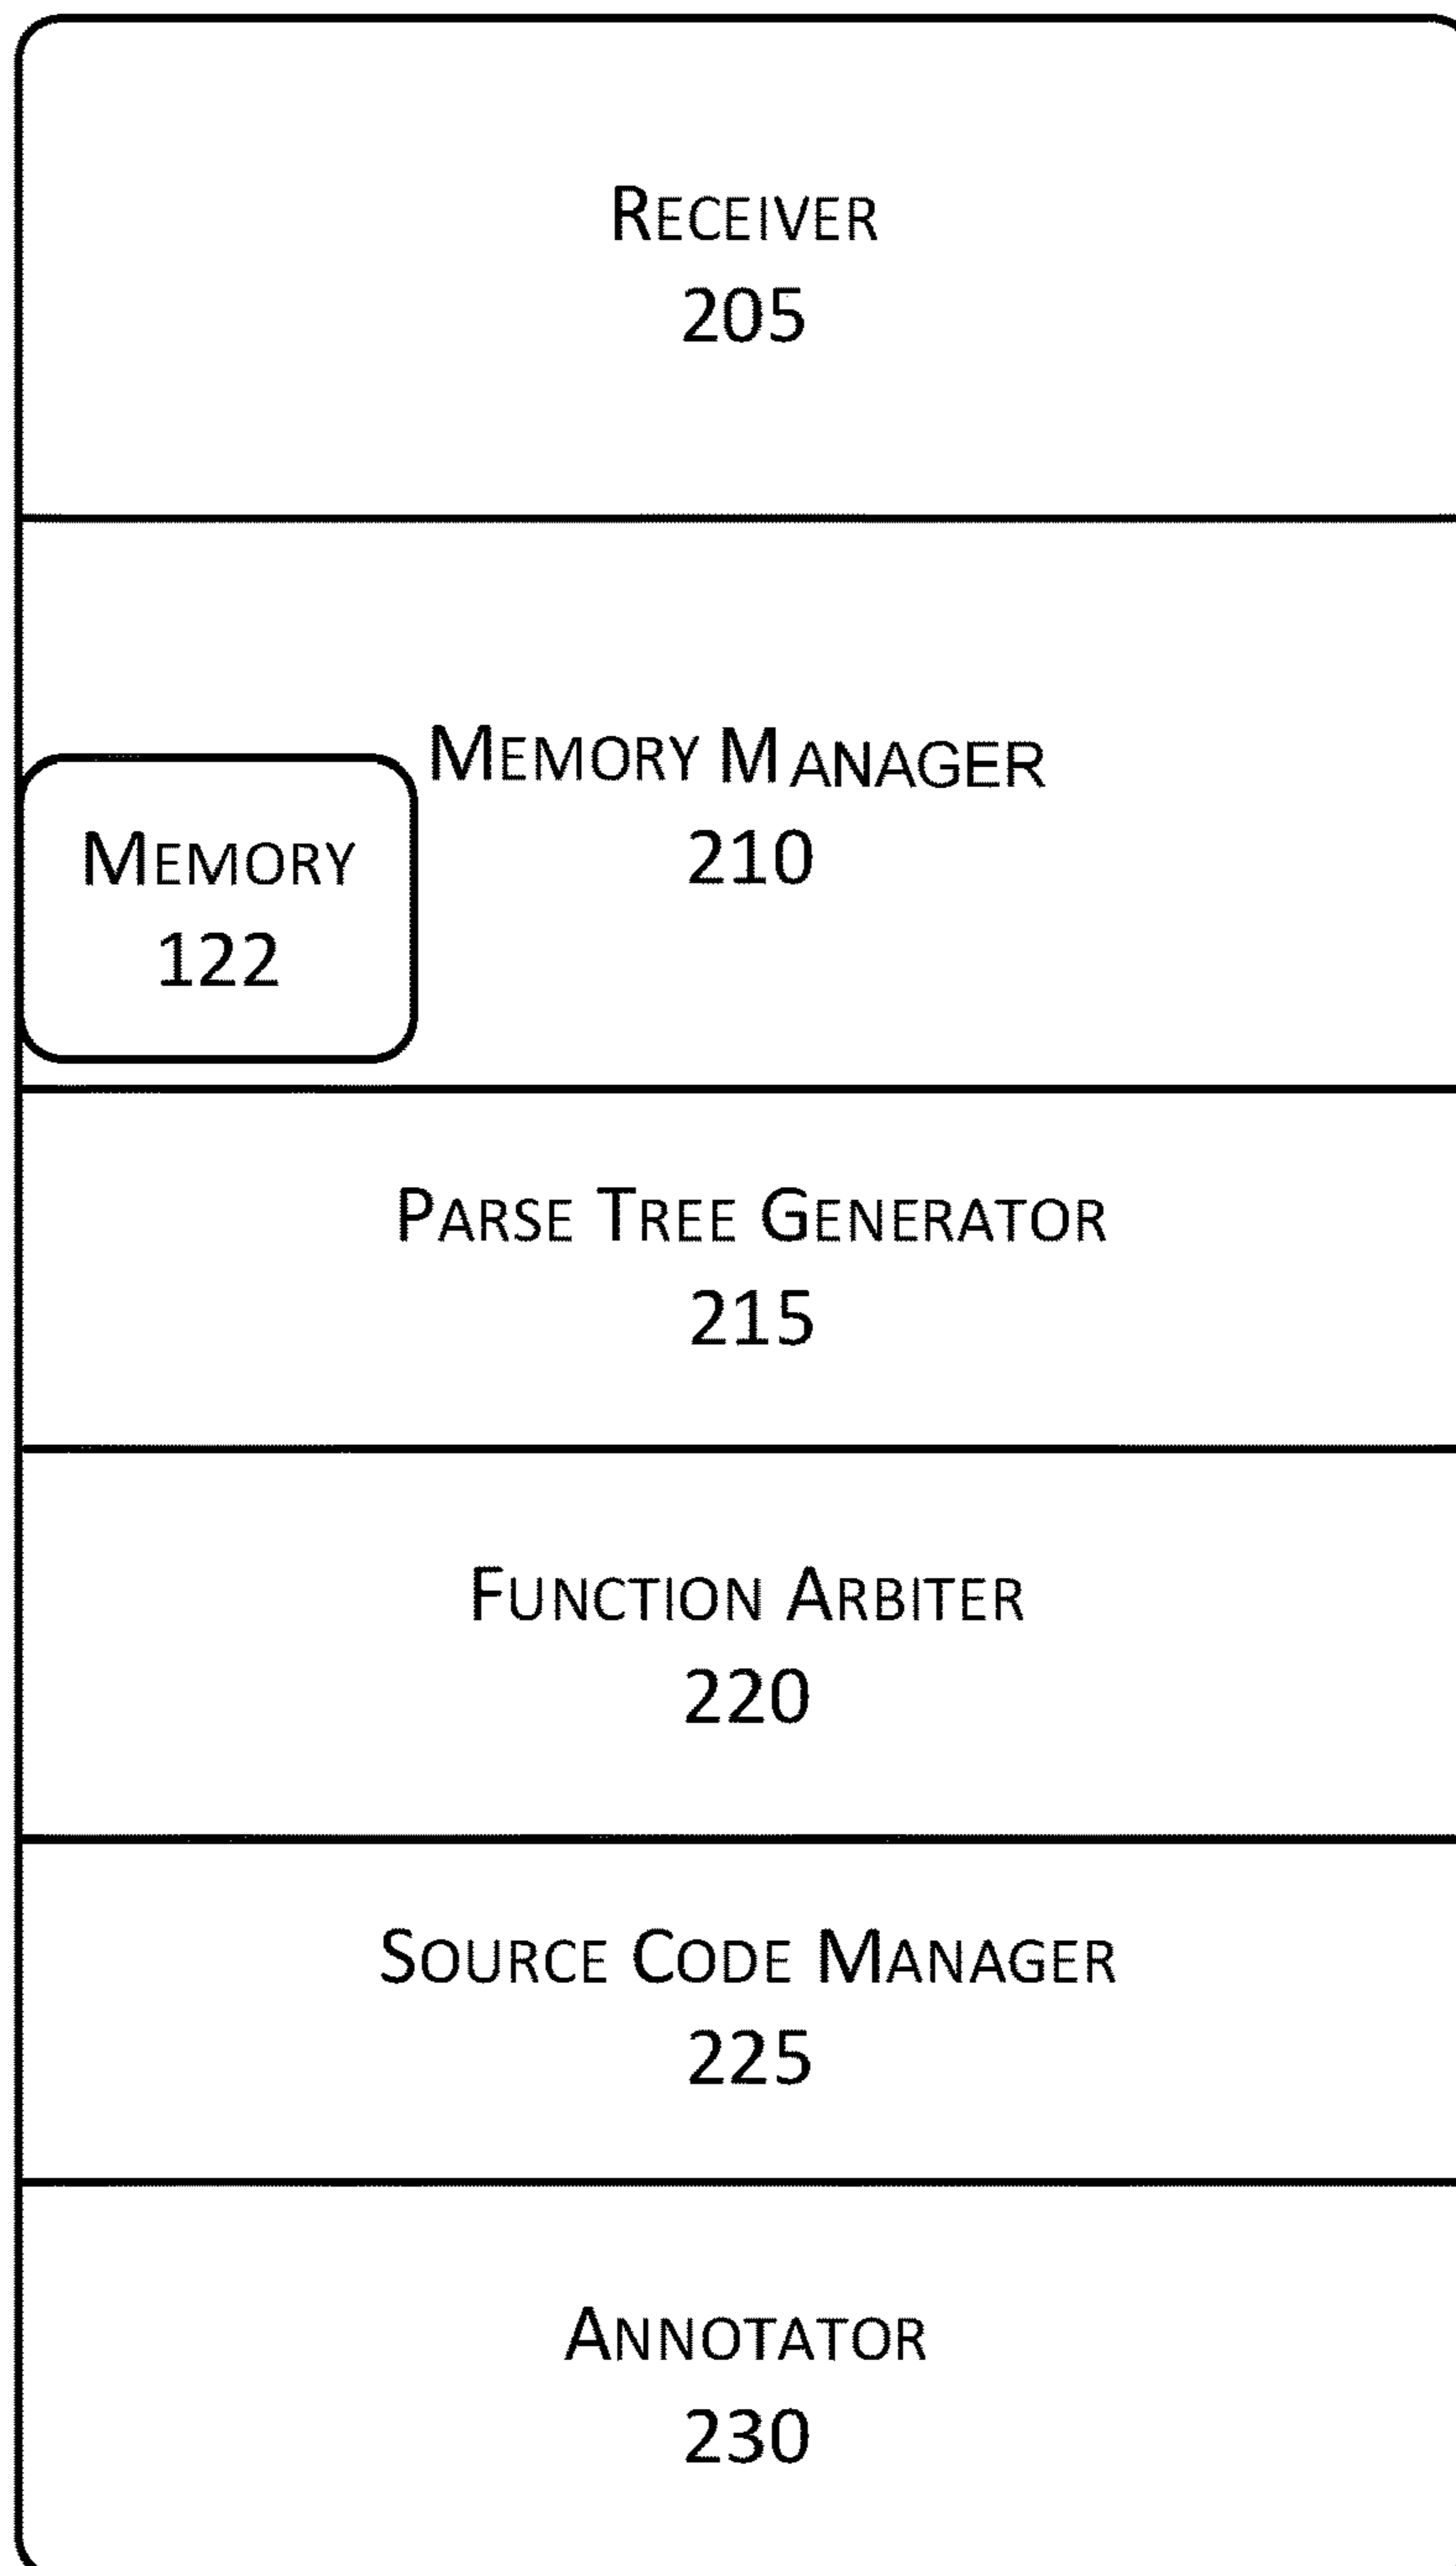 RECEIVER
205
MEMORY MANAGER
210
MEMORY
122
PARSE TREE GENERATOR
215
FUNCTION ARBITER
220
SOURCE CODE MANAGER
225
ANNOTATOR
230